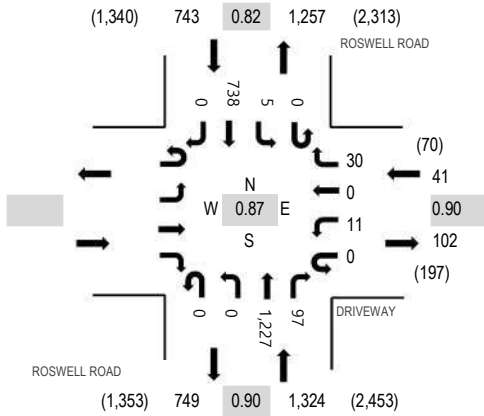 (1,340) 743 0.82 1,257 (2,313)
ROSWELL ROAD
0 738 5 0
(70)
30
41
0
N
W 0.87 E
S
0.90
11
102
0
(197)
0 0 1,227 97
DRIVEWAY
ROSWELL ROAD
(1,353) 749 0.90 1,324 (2,453)